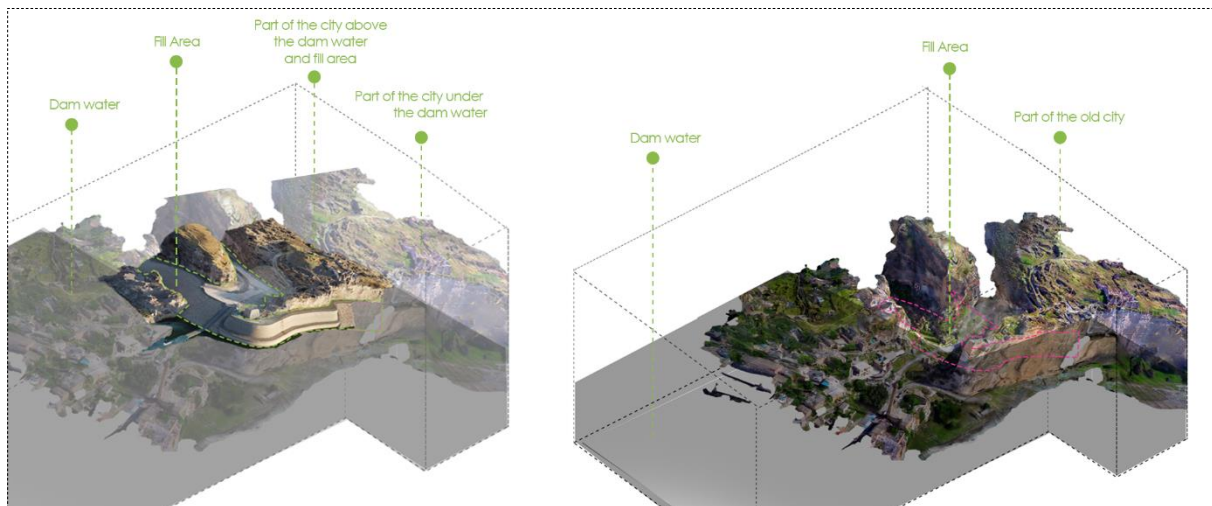 Part of the city above
the dam water
and fill area
Fill Area
Dam water
Part of the city under
the dam water
Fill Area
Part of the old city
Dam water